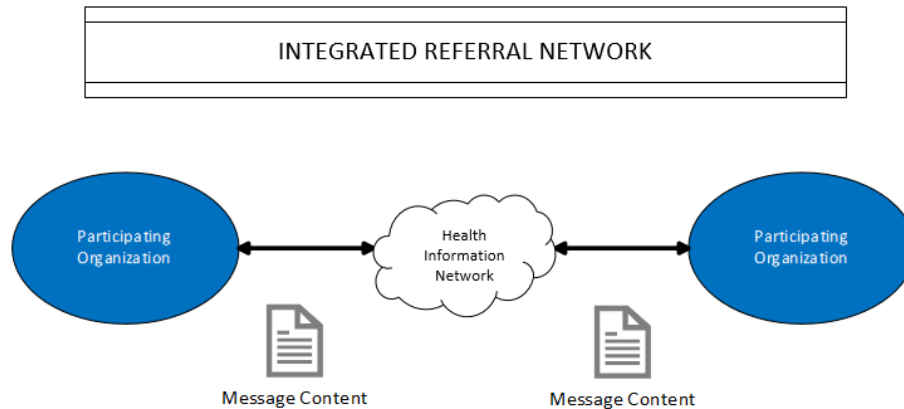 INTEGRATED REFERRAL NETWORK
Participating
Organization
Health
Information
Network
Participating
Organization
Message Content
Message Content